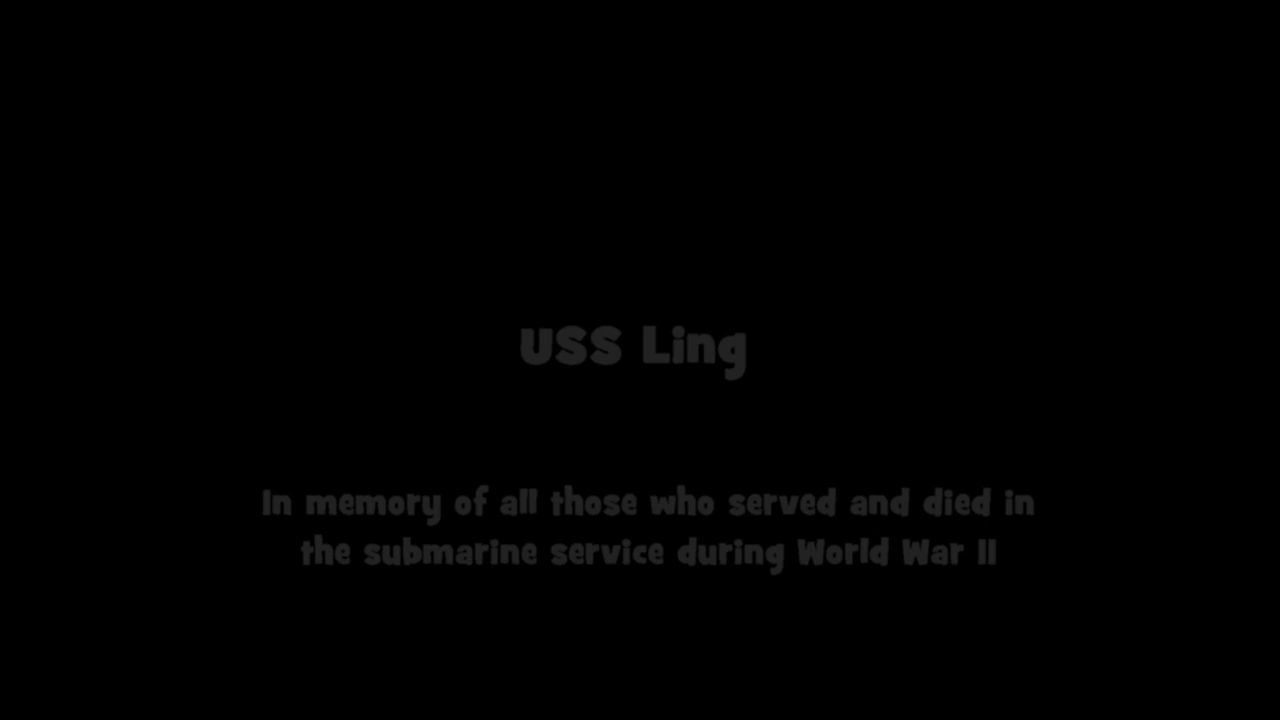 USS Ling
In memory of all those who served and died in
the submarine service during World War II